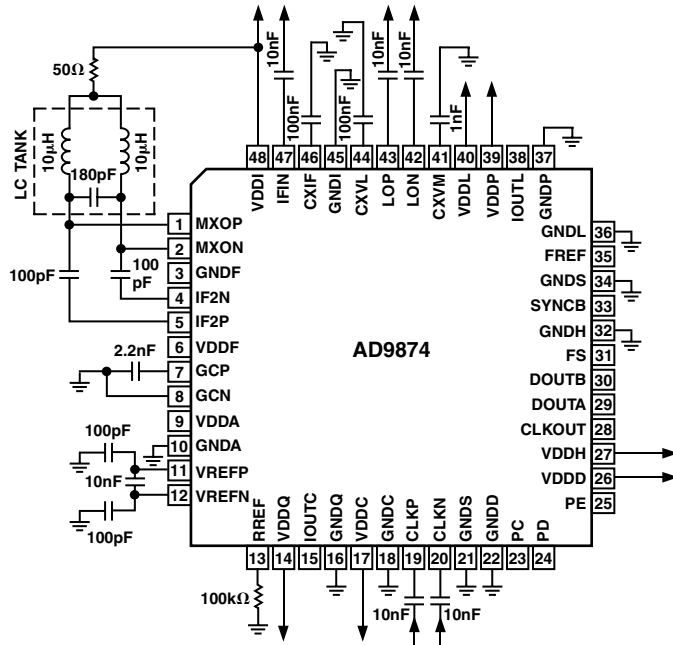 50Ω
LC TANK
10μH
10μH
180pF
100pF
100
pF
2.2nF
100pF
10nF
100pF
10nF
100nF
100nF
10nF
10nF
1nF
48 47 46 45 44 43 42 41 40 39 38 37
VDDI IFIN CXIF GNDI CXVL LOP LON CXVM VDDL VDDP IOUTL GNDP
1 MXOP
2 MXON
3 GNDF
4 IF2N
5 IF2P
6 VDDF
7 GCP
8 GCN
9 VDDA
10 GNDA
11 VREFP
12 VREFN
AD9874
GNDL 36
FREF 35
GNDS 34
SYNCB 33
GNDH 32
FS 31
DOUTB 30
DOUTA 29
CLKOUT 28
VDDH 27
VDDD 26
PE 25
RREF VDDQ IOUTC GNDQ VDDC GNDC CLKP CLKN GNDS GNDD PC PD
13 14 15 16 17 18 19 20 21 22 23 24
100kΩ
10nF
10nF